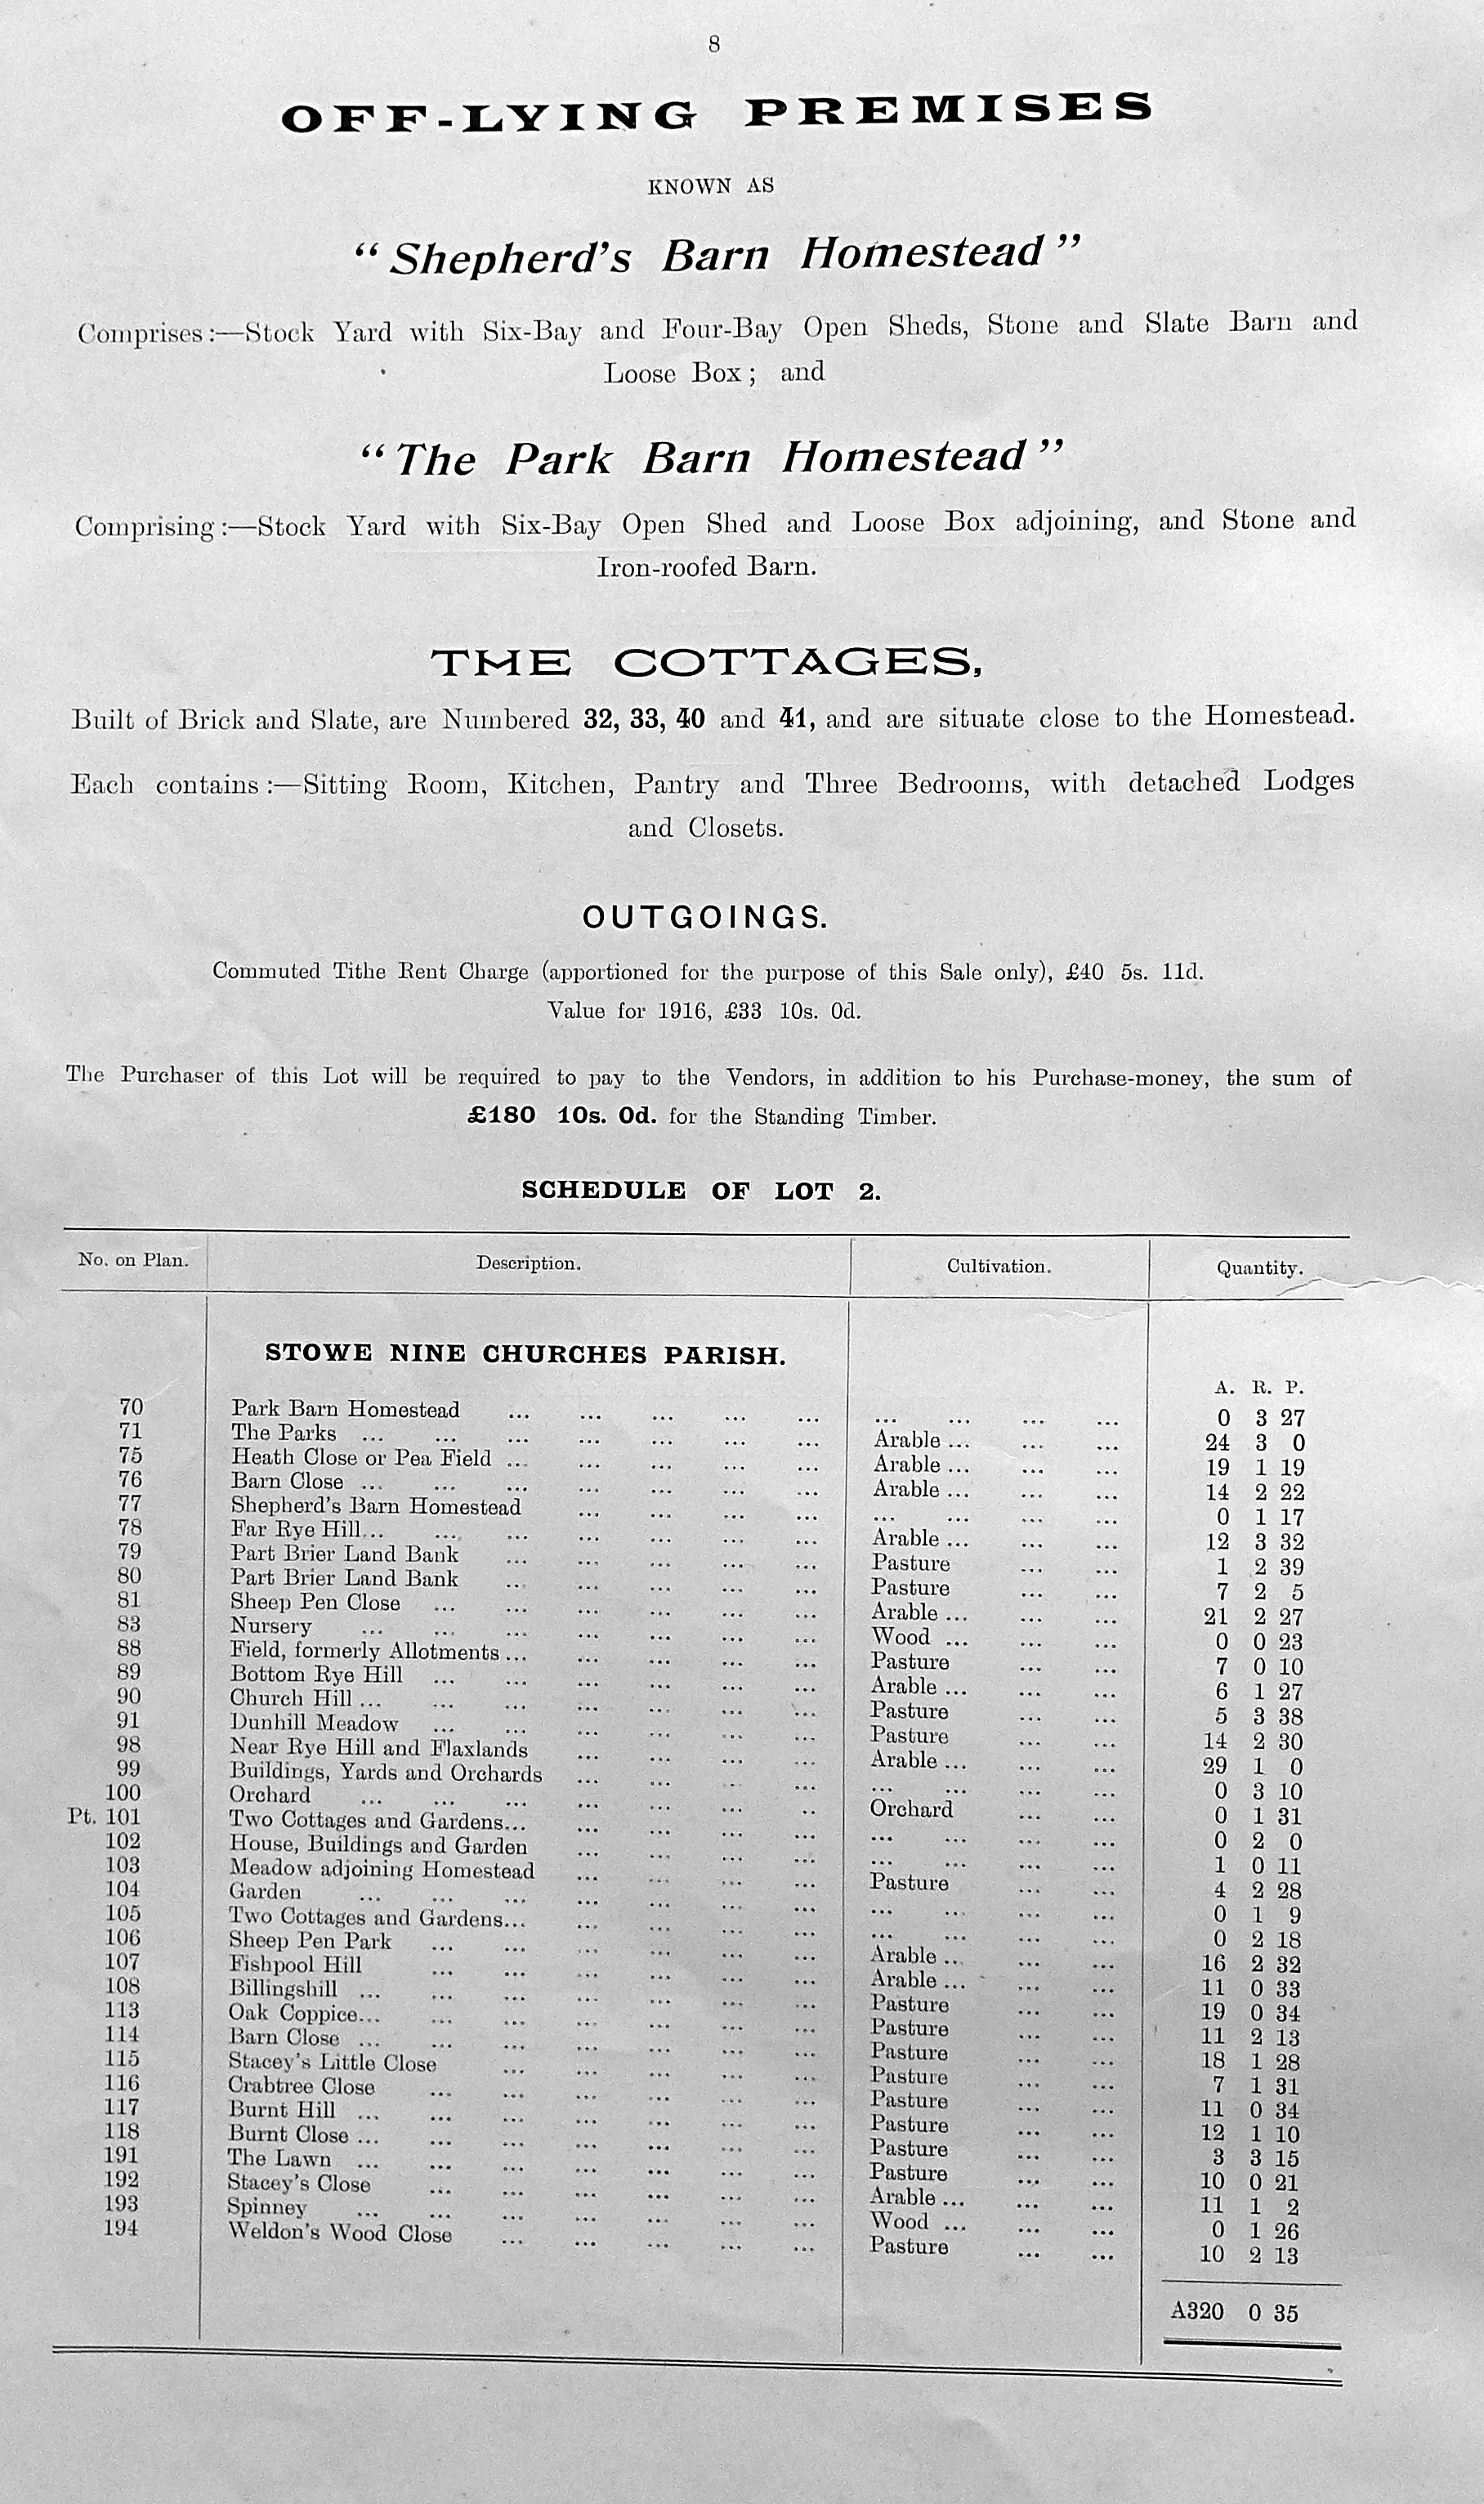 8
OFF-LYING PREMISES
KNOWN AS
“Shepherd’s Barn Homestead”
Comprises:—Stock Yard with Six-Bay and Four-Bay Open Sheds, Stone and Slate Barn and
Loose Box; and
“The Park Barn Homestead”
Comprising:—Stock Yard with Six-Bay Open Shed and Loose Box adjoining, and Stone and
Iron-roofed Barn.
THE COTTAGES,
Built of Brick and Slate, are Numbered 32, 33, 40 and 41, and are situate close to the Homestead.
Each contains:—Sitting Room, Kitchen, Pantry and Three Bedrooms, with detached Lodges
and Closets.
OUTGOINGS.
Commuted Tithe Rent Charge (apportioned for the purpose of this Sale only), £40 5s. 11d.
Value for 1916, £33 10s. 0d.
The Purchaser of this Lot will be required to pay to the Vendors, in addition to his Purchase-money, the sum of
£180 10s. 0d. for the Standing Timber.
SCHEDULE OF LOT 2.
No. on Plan. Description. Cultivation. Quantity.
STOWE NINE CHURCHES PARISH.
A. R. P.
70 Park Barn Homestead ... ... ... ... ... ... ... ... ... 0 3 27
71 The Parks ... ... ... ... ... ... ... Arable ... ... ... 24 3 0
75 Heath Close or Pea Field ... ... ... ... ... Arable ... ... ... 19 1 19
76 Barn Close ... ... ... ... ... ... ... Arable ... ... ... 14 2 22
77 Shepherd’s Barn Homestead ... ... ... ... ... ... ... ... 0 1 17
78 Far Rye Hill... ... ... ... ... ... ... Arable ... ... ... 12 3 32
79 Part Brier Land Bank ... ... ... ... ... Pasture ... ... 1 2 39
80 Part Brier Land Bank ... ... ... ... ... Pasture ... ... 7 2 5
81 Sheep Pen Close ... ... ... ... ... ... Arable ... ... ... 21 2 27
83 Nursery ... ... ... ... ... ... ... Wood ... ... ... 0 0 23
88 Field, formerly Allotments ... ... ... ... ... Pasture ... ... 7 0 10
89 Bottom Rye Hill ... ... ... ... ... ... Arable ... ... ... 6 1 27
90 Church Hill ... ... ... ... ... ... ... Pasture ... ... 5 3 38
91 Dunhill Meadow ... ... ... ... ... ... Pasture ... ... 14 2 30
98 Near Rye Hill and Flaxlands ... ... ... ... Arable ... ... ... 29 1 0
99 Buildings, Yards and Orchards ... ... ... ... ... ... ... ... 0 3 10
100 Orchard ... ... ... ... ... ... .. Orchard ... ... 0 1 31
Pt. 101 Two Cottages and Gardens... ... ... ... ... ... ... ... ... 0 2 0
102 House, Buildings and Garden ... ... ... ... ... ... ... ... 1 0 11
103 Meadow adjoining Homestead ... ... ... ... Pasture ... ... 4 2 28
104 Garden ... ... ... ... ... ... ... ... ... ... ... 0 1 9
105 Two Cottages and Gardens... ... ... ... ... ... ... ... ... 0 2 18
106 Sheep Pen Park ... ... ... ... ... ... Arable ... ... ... 16 2 32
107 Fishpool Hill ... ... ... ... ... ... Arable ... ... ... 11 0 33
108 Billingshill ... ... ... ... ... ... ... Pasture ... ... 19 0 34
113 Oak Coppice... ... ... ... ... ... ... Pasture ... ... 11 2 13
114 Barn Close ... ... ... ... ... ... ... Pasture ... ... 18 1 28
115 Stacey’s Little Close ... ... ... ... ... Pasture ... ... 7 1 31
116 Crabtree Close ... ... ... ... ... ... Pasture ... ... 11 0 34
117 Burnt Hill ... ... ... ... ... ... ... Pasture ... ... 12 1 10
118 Burnt Close ... ... ... ... ... ... ... Pasture ... ... 3 3 15
191 The Lawn ... ... ... ... ... ... ... Pasture ... ... 10 0 21
192 Stacey’s Close ... ... ... ... ... ... Arable ... ... ... 11 1 2
193 Spinney ... ... ... ... ... ... ... Wood ... ... ... 0 1 26
194 Weldon’s Wood Close ... ... ... ... ... Pasture ... ... 10 2 13
A320 0 35